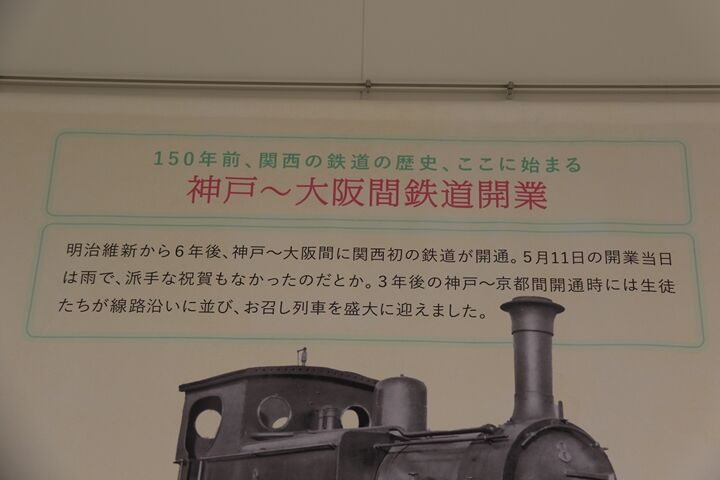 150年前、関西の鉄道の歴史、ここに始まる
神戸～大阪間鉄道開業
明治維新から6年後、神戸～大阪間に関西初の鉄道が開通。5月11日の開業当日
は雨で、派手な祝賀もなかったのだとか。3年後の神戸～京都間開通時には生徒
たちが線路沿いに並び、お召し列車を盛大に迎えました。
8